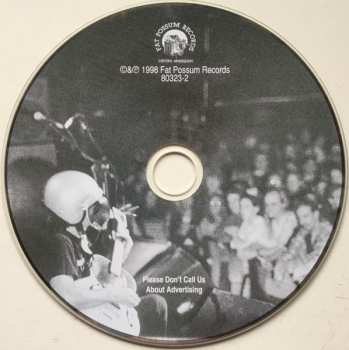 FAT POSSUM RECORDS
©&℗ 1998 Fat Possum Records
80323-2
Please Don't Call Us
About Advertising